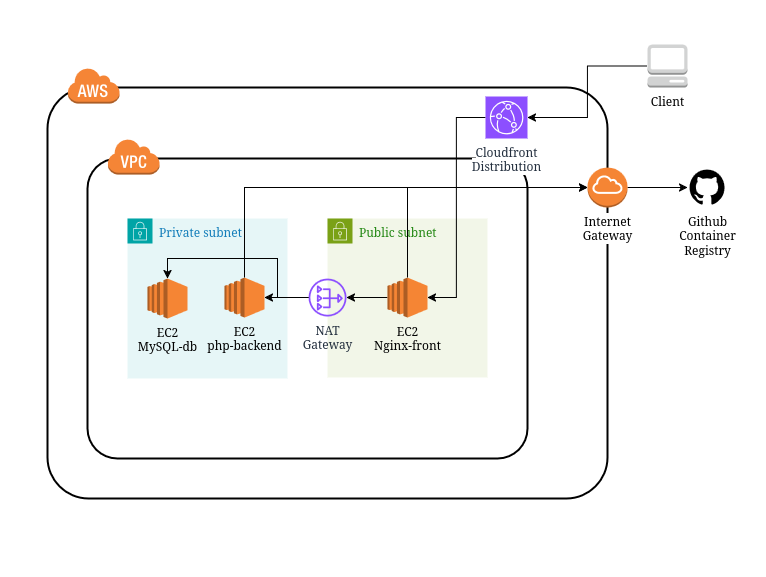 AWS
Client
VPC
Cloudfront
Distribution
Private subnet
Public subnet
Internet
Gateway
Github
Container
Registry
EC2
MySQL-db
EC2
php-backend
NAT
Gateway
EC2
Nginx-front